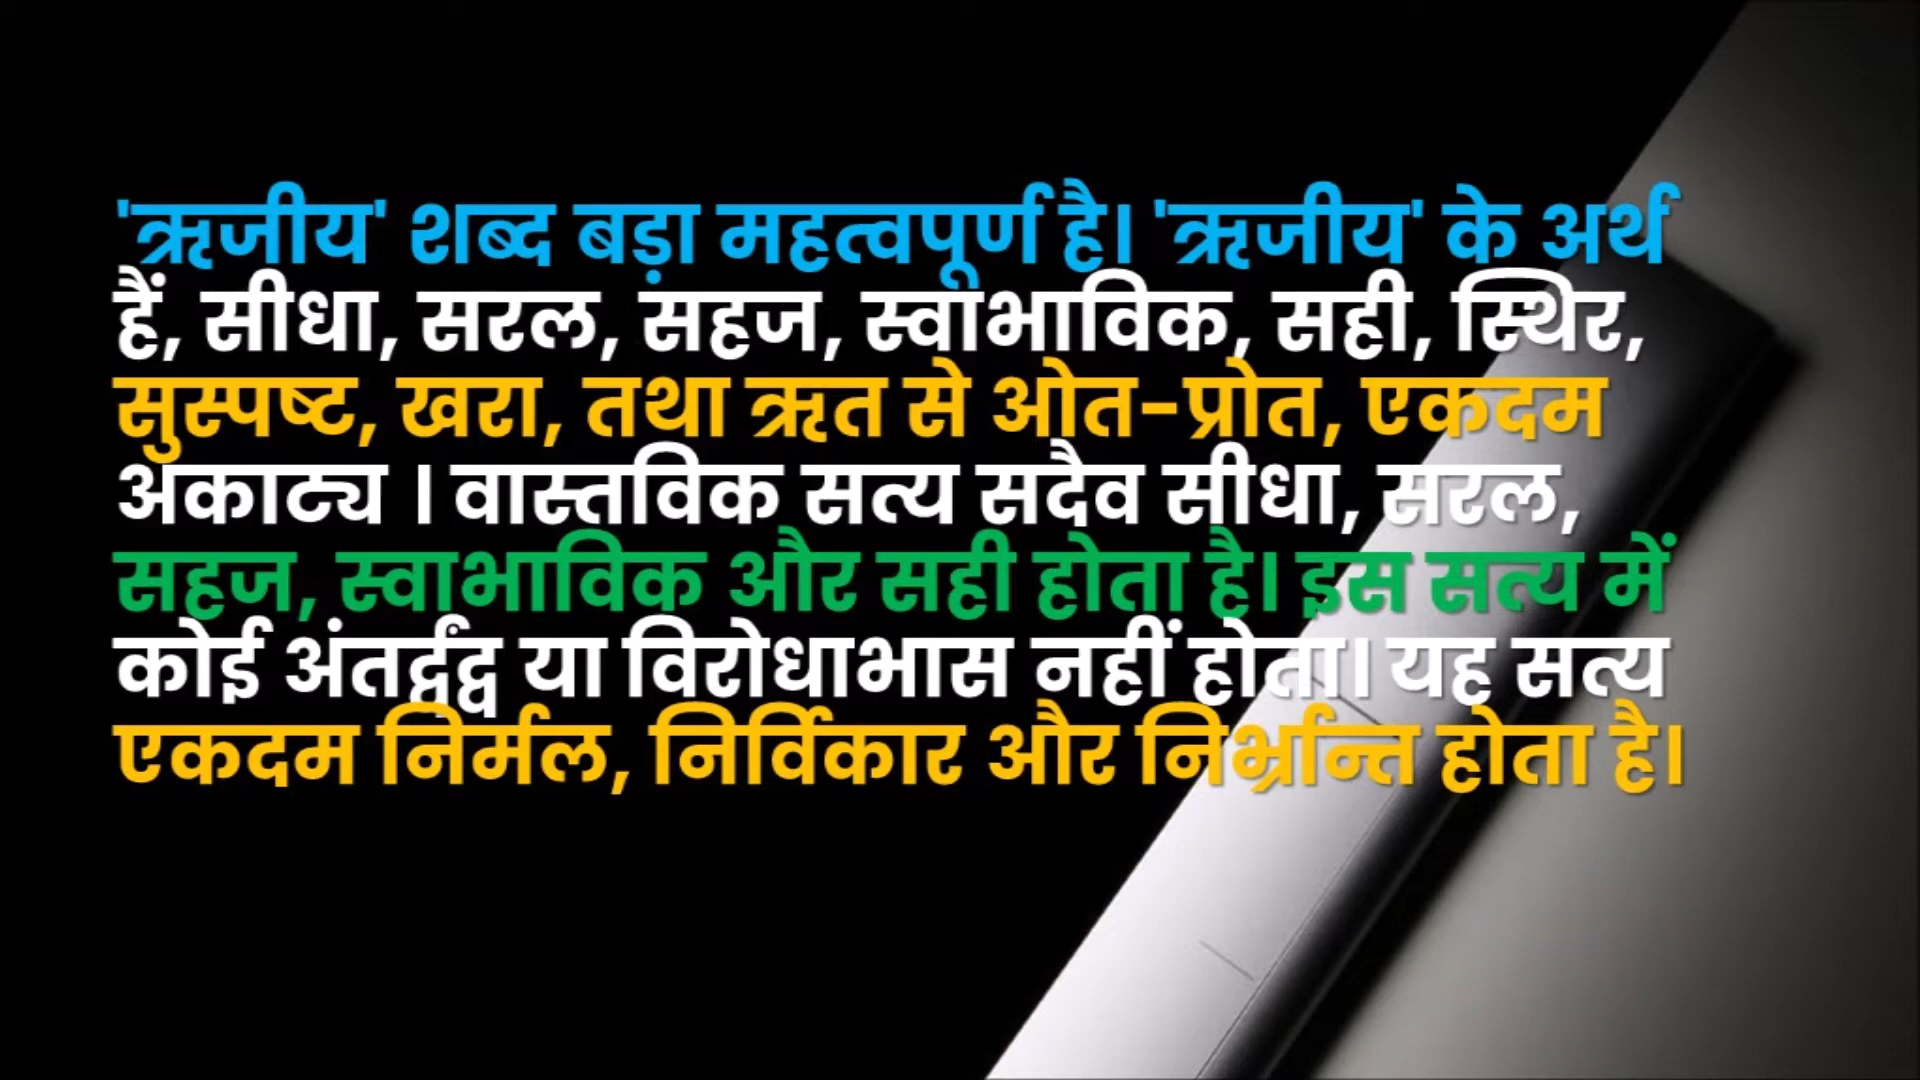 'ऋजीय' शब्द बड़ा महत्वपूर्ण है। 'ऋजीय' के अर्थ
हैं, सीधा, सरल, सहज, स्वाभाविक, सही, स्थिर,
सुस्पष्ट, खरा, तथा ऋत से ओत-प्रोत, एकदम
अकाट्य । वास्तविक सत्य सदैव सीधा, सरल,
सहज, स्वाभाविक और सही होता है। इस सत्य में
कोई अंतर्द्वंद्व या विरोधाभास नहीं होता। यह सत्य
एकदम निर्मल, निर्विकार और निर्भ्रान्त होता है।